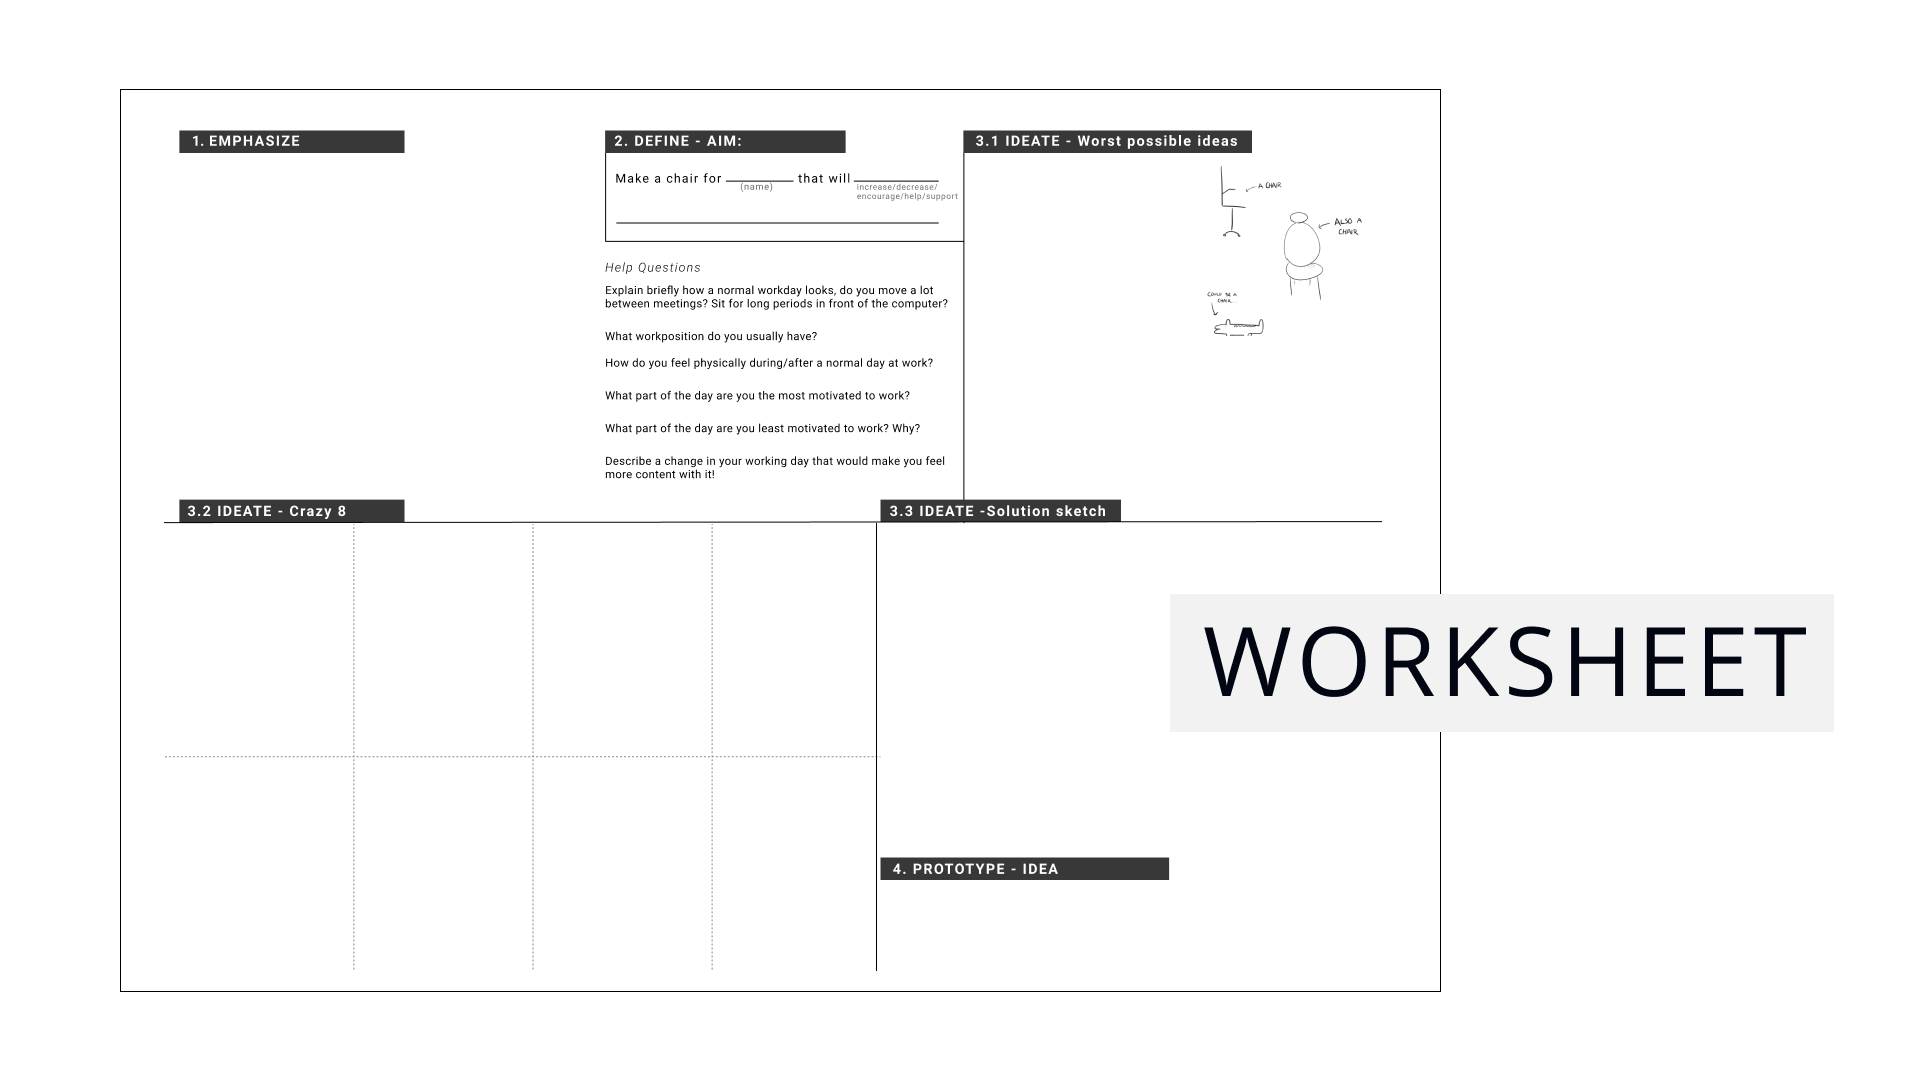 1. EMPHASIZE
2. DEFINE - AIM:
Make a chair for ________ that will ________
(name)
increase/decrease/
encourage/help/support
Help Questions
Explain briefly how a normal workday looks, do you move a lot
between meetings? Sit for long periods in front of the computer?
What workposition do you usually have?
How do you feel physically during/after a normal day at work?
What part of the day are you the most motivated to work?
What part of the day are you least motivated to work? Why?
Describe a change in your working day that would make you feel
more content with it!
3.1 IDEATE - Worst possible ideas
A CHAIR
ALSO A
CHAIR
COULD BE A
CHAIR...
3.2 IDEATE - Crazy 8
3.3 IDEATE -Solution sketch
WORKSHEET
4. PROTOTYPE - IDEA